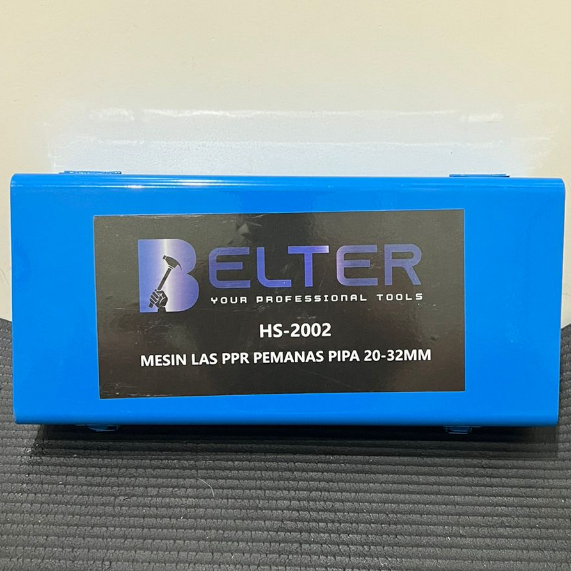 BELTER
YOUR PROFESSIONAL TOOLS
HS-2002
MESIN LAS PPR PEMANAS PIPA 20-32MM